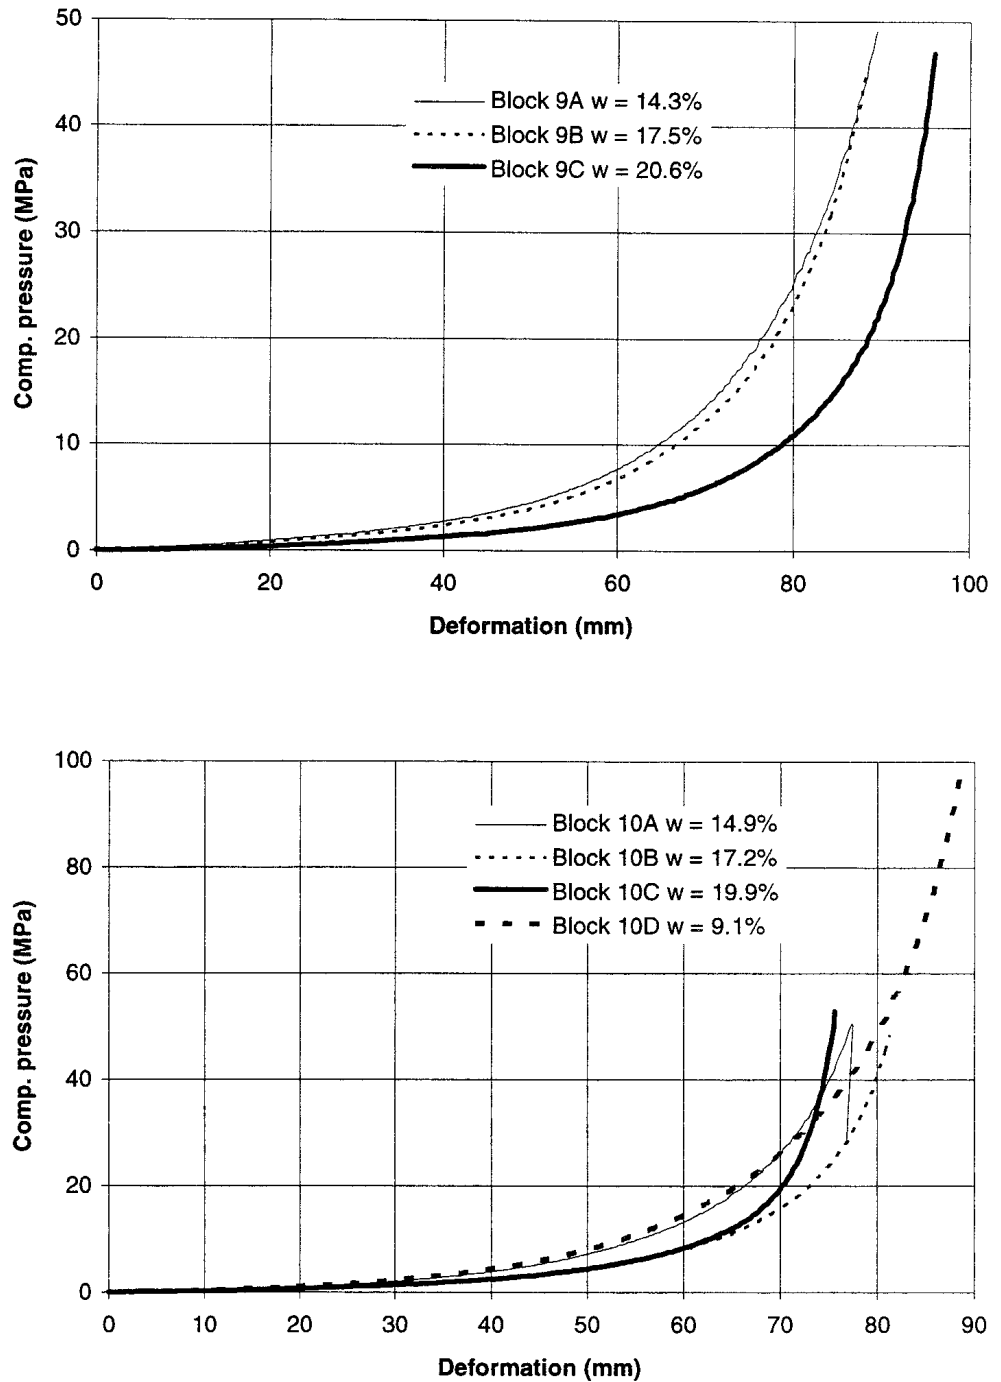 50
40
30
20
10
0
Comp. pressure (MPa)
Block 9A w = 14.3%
Block 9B w = 17.5%
Block 9C w = 20.6%
0 20 40 60 80 100
Deformation (mm)
100
80
60
40
20
0
Comp. pressure (MPa)
Block 10A w = 14.9%
Block 10B w = 17.2%
Block 10C w = 19.9%
Block 10D w = 9.1%
0 10 20 30 40 50 60 70 80 90
Deformation (mm)